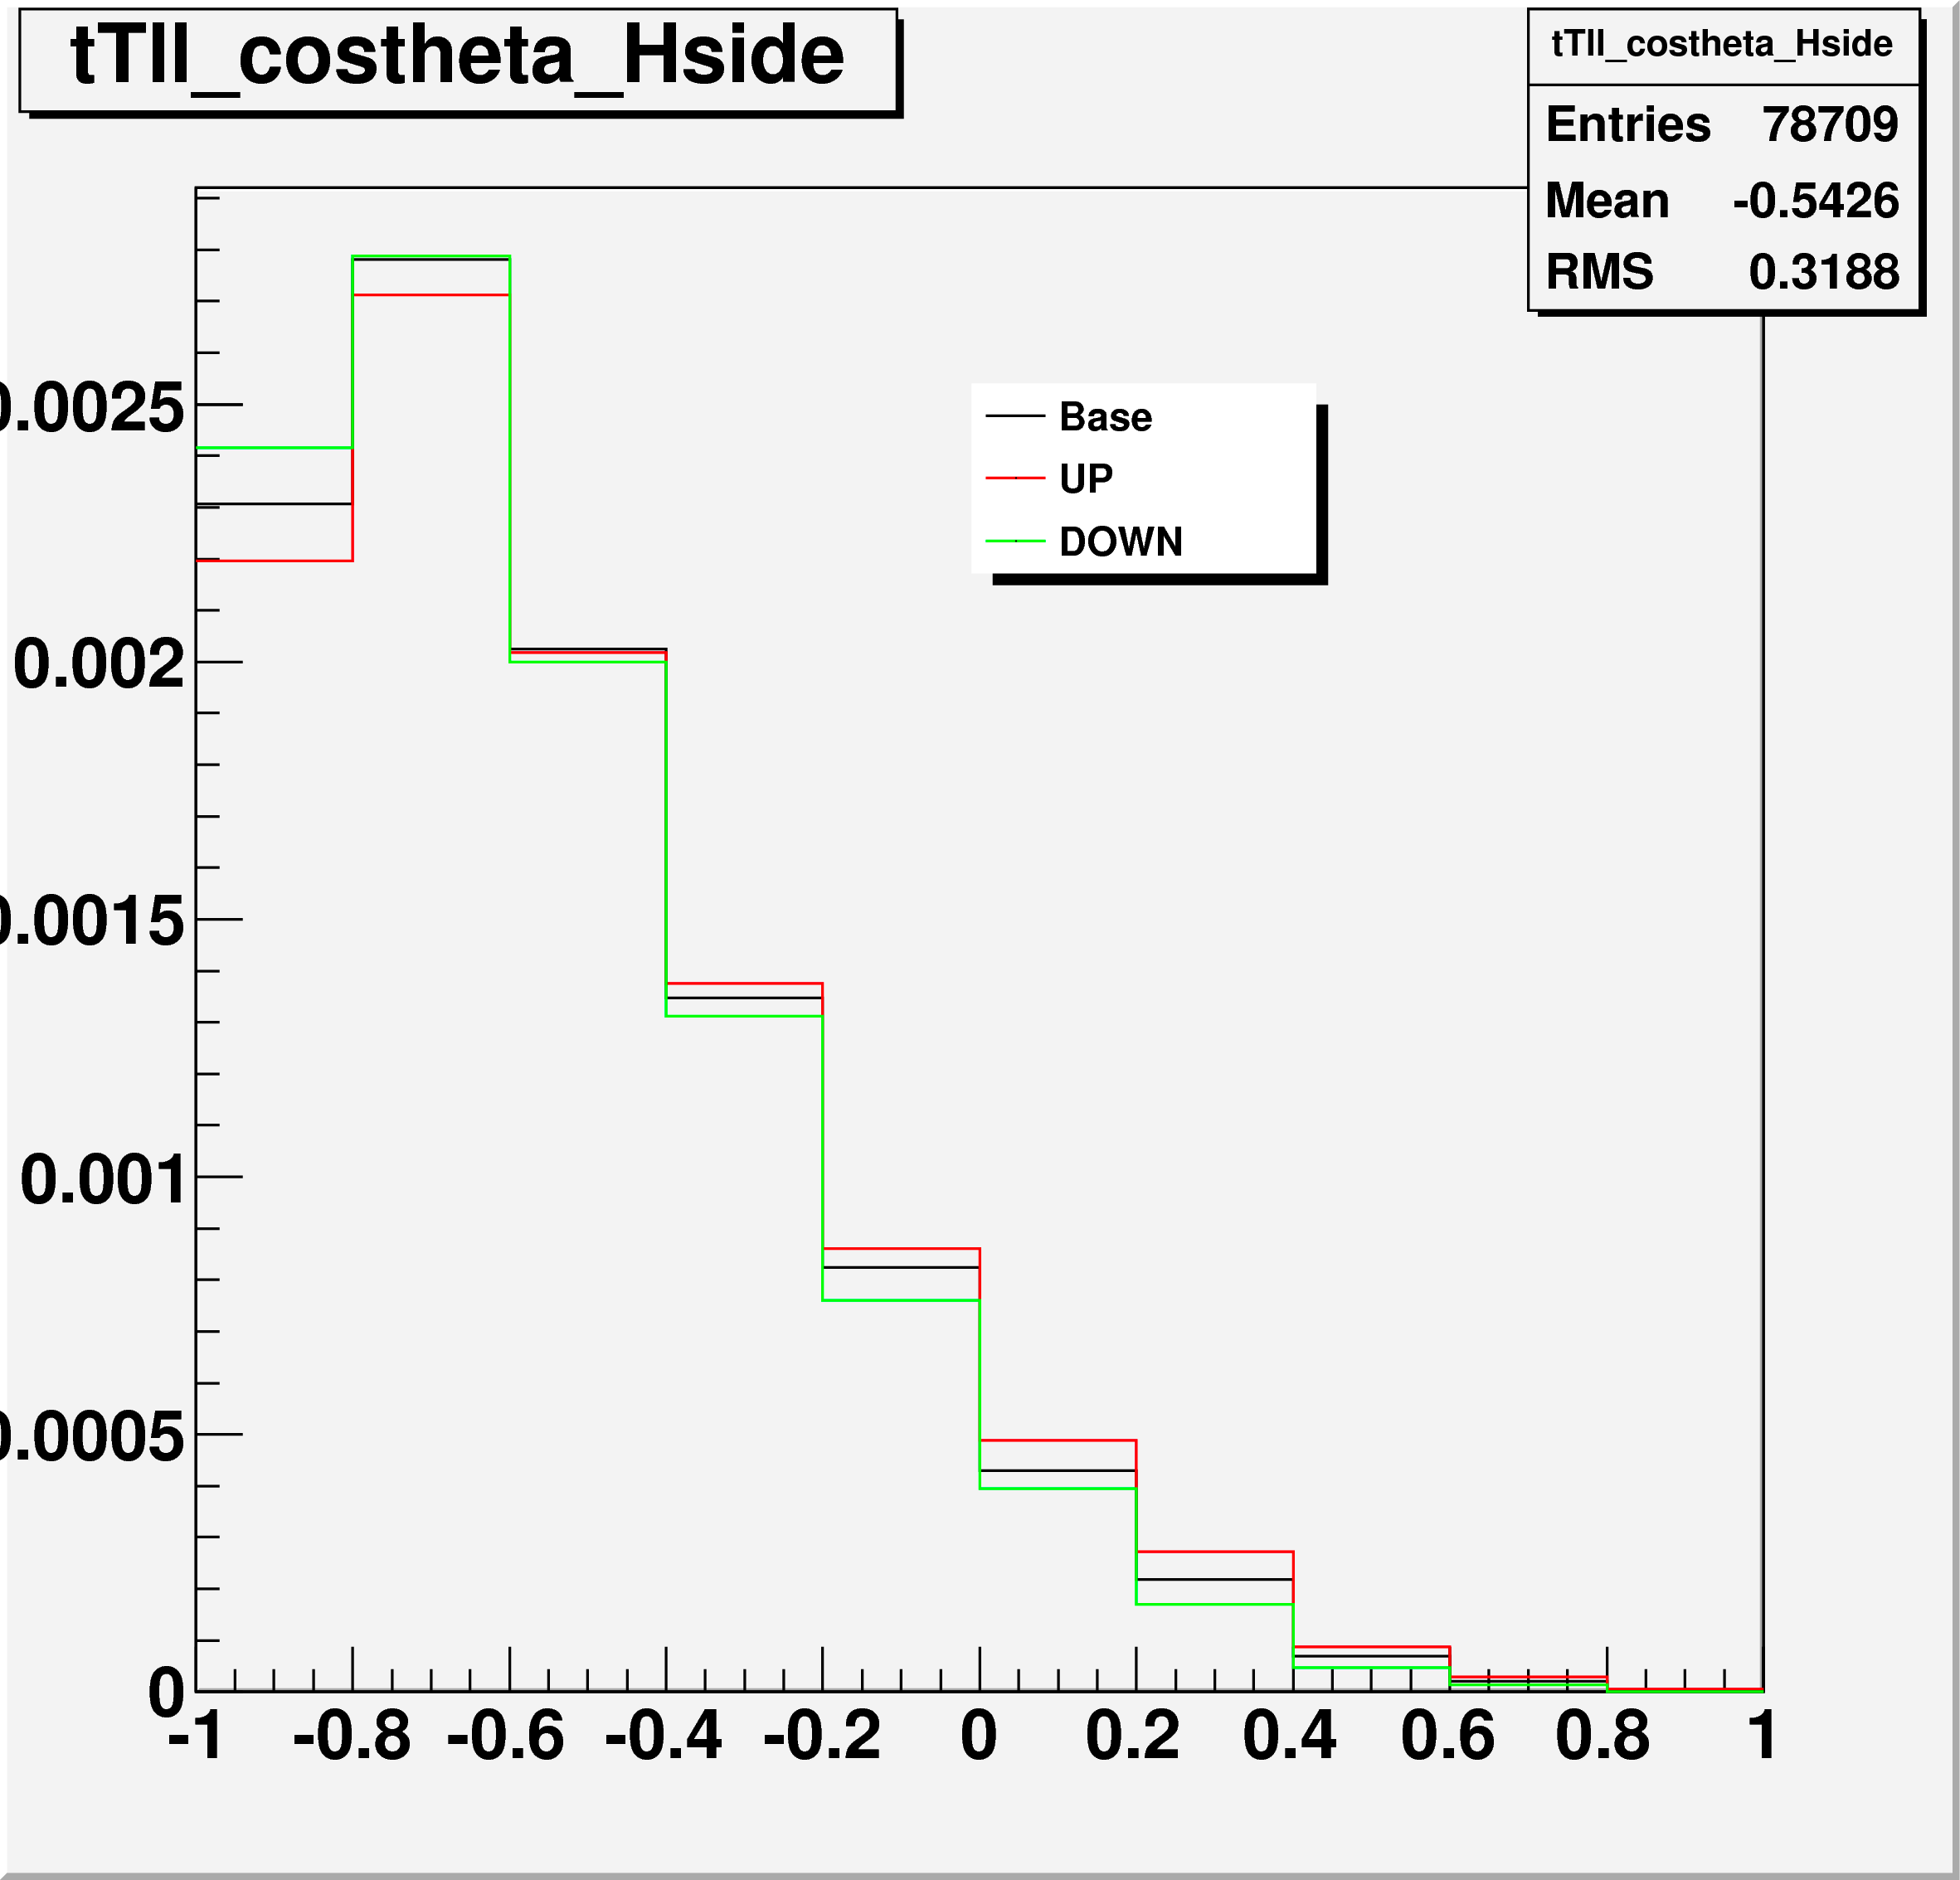 tTll_costheta_Hside
tTll_costheta_Hside
Entries 78709
Mean -0.5426
RMS 0.3188
Base
UP
DOWN
0.0025
0.002
0.0015
0.001
0.0005
0
-1 -0.8 -0.6 -0.4 -0.2 0 0.2 0.4 0.6 0.8 1